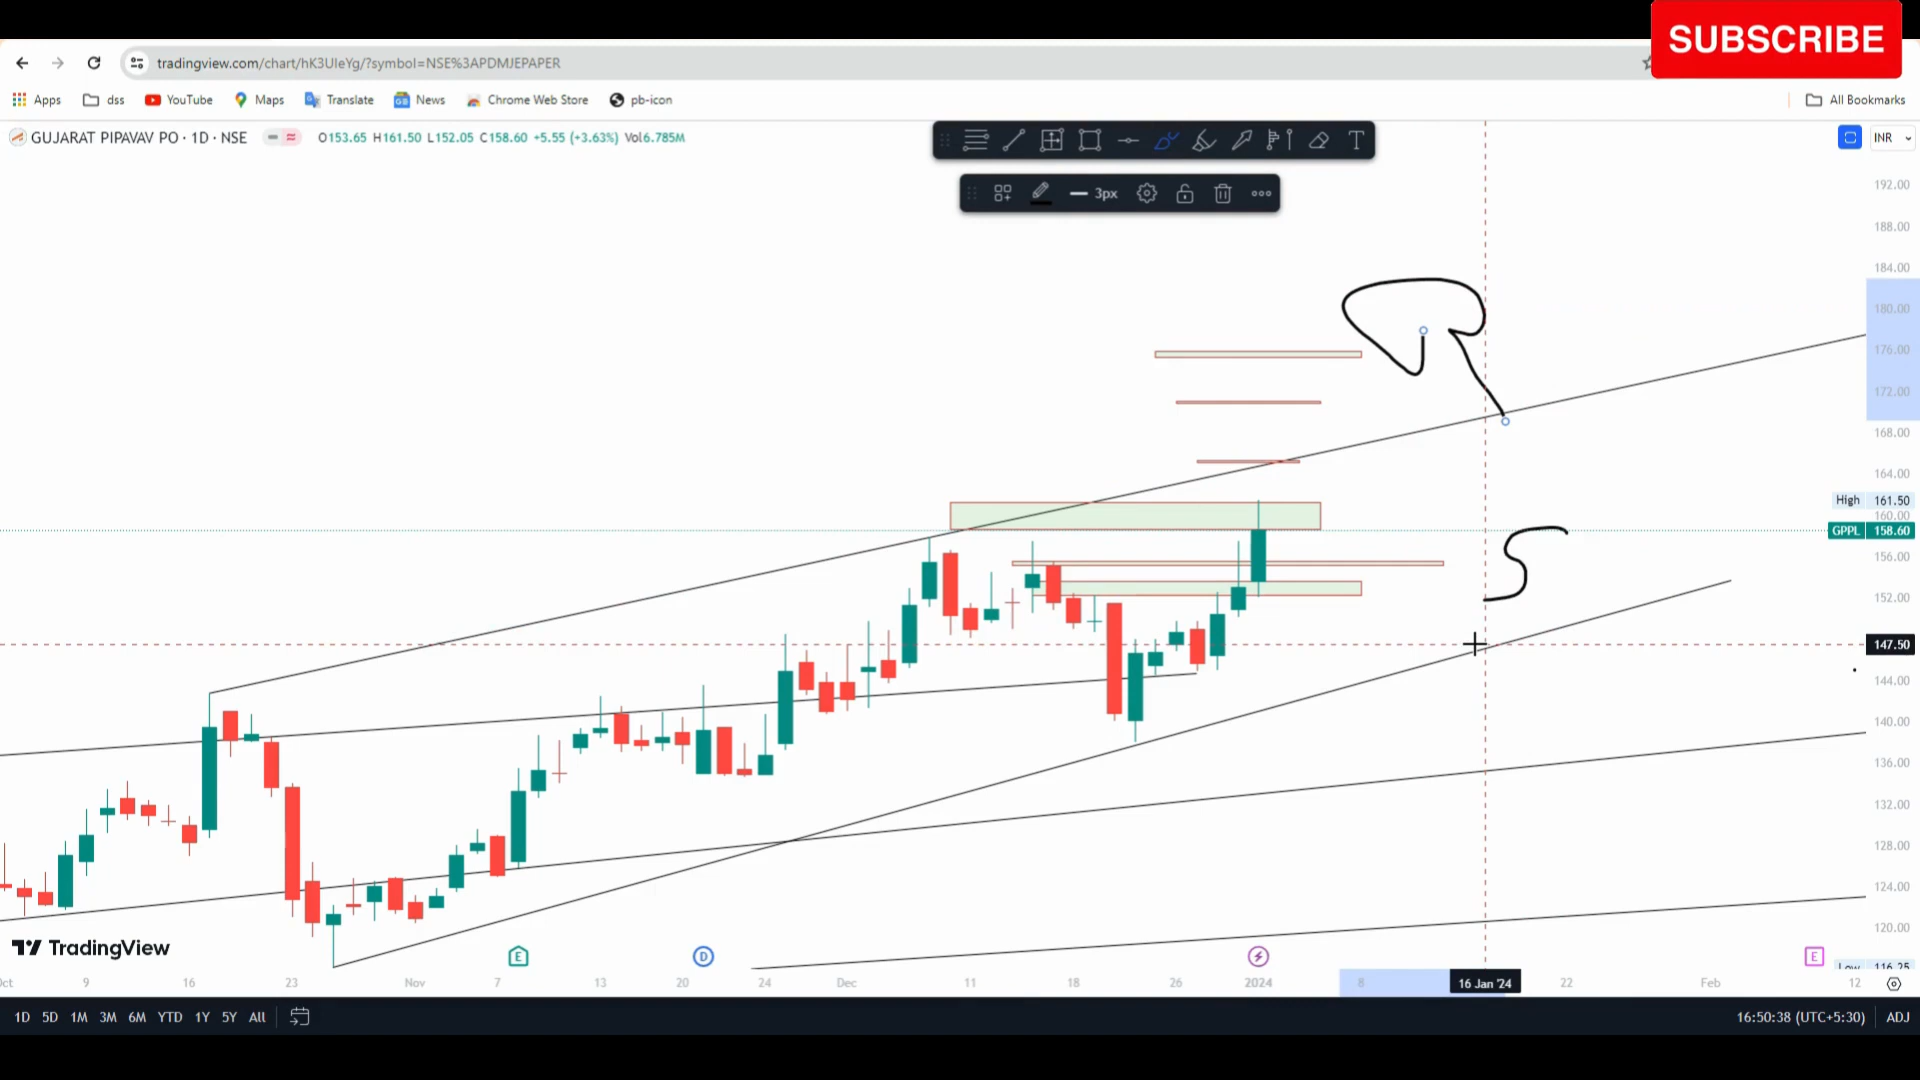 SUBSCRIBE
tradingview.com/chart/hK3UIeYg/?symbol=NSE%3APDMJEPAPER
Apps dss YouTube Maps Translate News Chrome Web Store pb-icon All Bookmarks
GUJARAT PIPAVAV PO · 1D · NSE O153.65 H161.50 L152.05 C158.60 +5.55 (+3.63%) Vol6.785M
INR
3px
192.00
188.00
184.00
180.00
176.00
172.00
168.00
164.00
High 161.50
160.00
GPPL 158.60
156.00
152.00
147.50
144.00
140.00
136.00
132.00
128.00
124.00
120.00
R
S
TradingView
E D E
Low 116.25
9 16 23 Nov 7 13 20 24 Dec 11 18 26 2024 8 16 Jan '24 22 Feb 12
1D 5D 1M 3M 6M YTD 1Y 5Y All 16:50:38 (UTC+5:30) ADJ